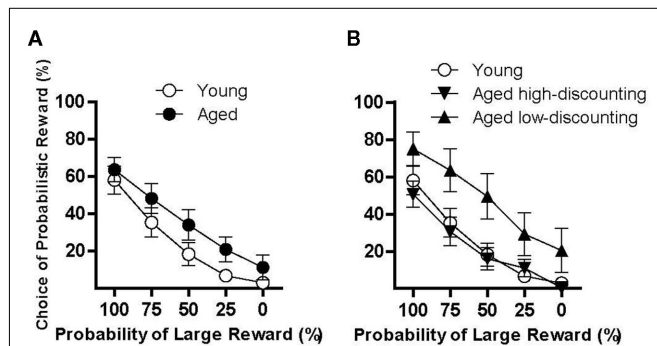 A
Young
Aged
Choice of Probabilistic Reward (%)
100
80
60
40
20
100 75 50 25 0
Probability of Large Reward (%)
B
Young
Aged high-discounting
Aged low-discounting
100
80
60
40
20
100 75 50 25 0
Probability of Large Reward (%)